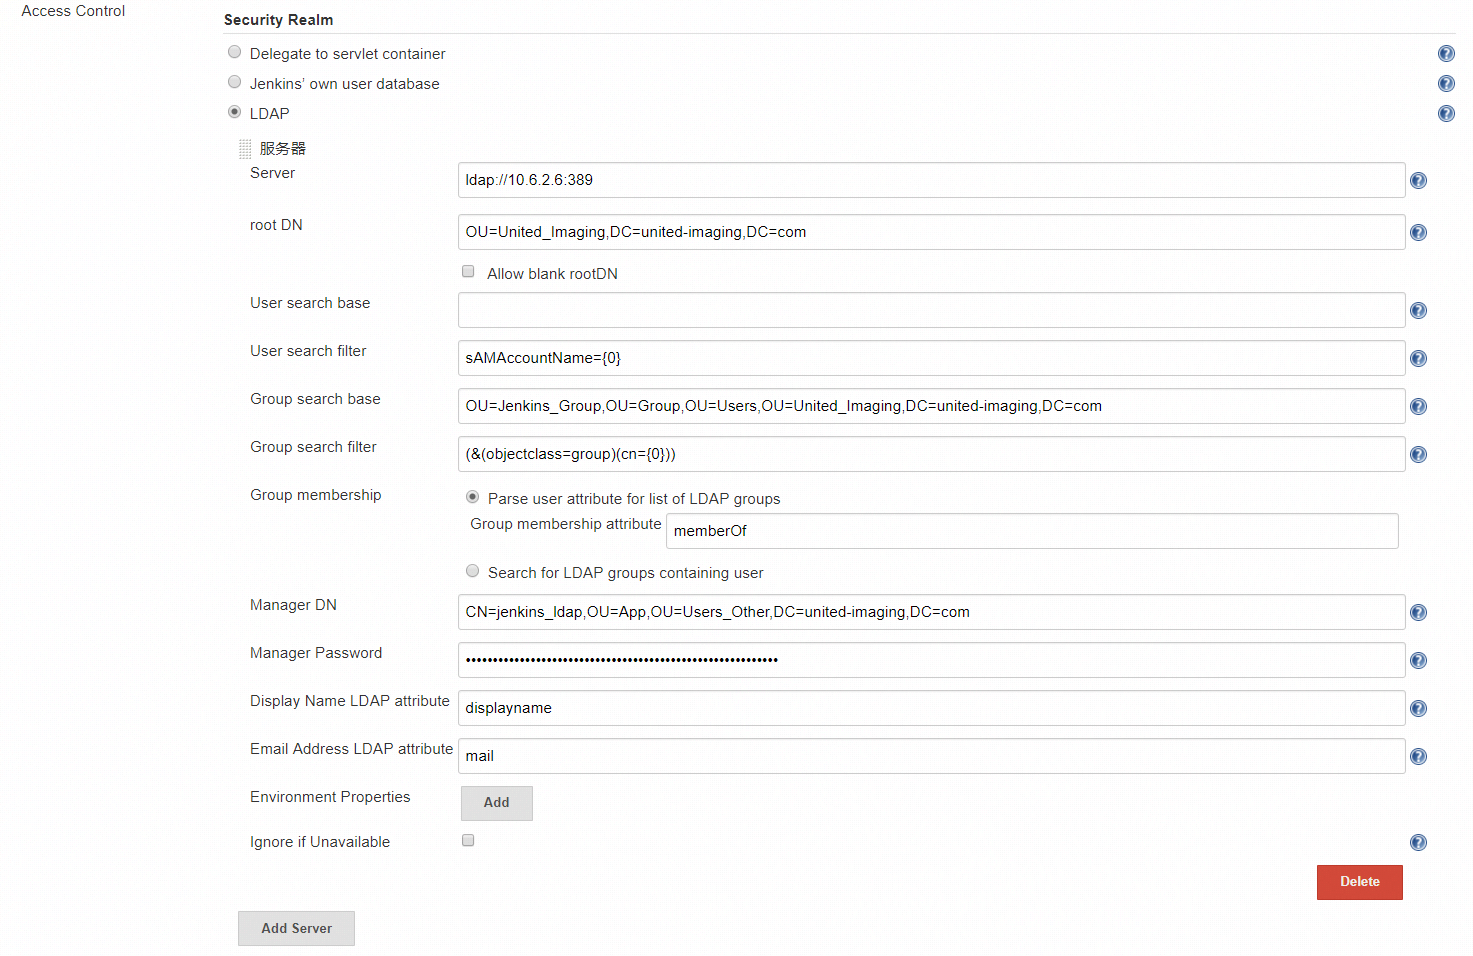 Access Control
Security Realm
Delegate to servlet container
Jenkins’ own user database
LDAP
服务器
Server
ldap://10.6.2.6:389
root DN
OU=United_Imaging,DC=united-imaging,DC=com
Allow blank rootDN
User search base
User search filter
sAMAccountName={0}
Group search base
OU=Jenkins_Group,OU=Group,OU=Users,OU=United_Imaging,DC=united-imaging,DC=com
Group search filter
(&(objectclass=group)(cn={0}))
Group membership
Parse user attribute for list of LDAP groups
Group membership attribute
memberOf
Search for LDAP groups containing user
Manager DN
CN=jenkins_ldap,OU=App,OU=Users_Other,DC=united-imaging,DC=com
Manager Password
Display Name LDAP attribute
displayname
Email Address LDAP attribute
mail
Environment Properties
Add
Ignore if Unavailable
Delete
Add Server